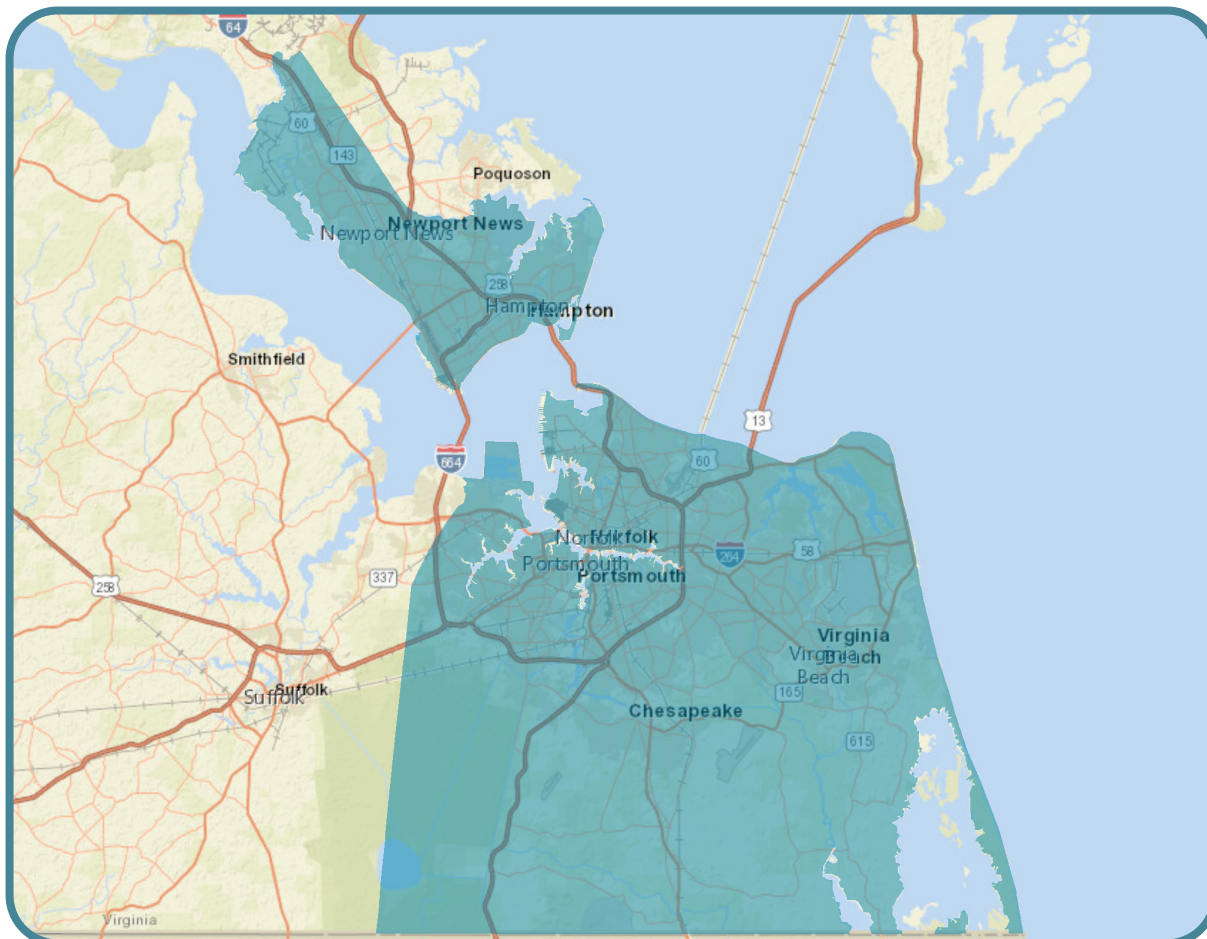 64
60
143
Poquoson
Newport News
Newport News
258
Hampton
Hampton
Smithfield
13
664
60
Norfolk
Norfolk
264
58
Portsmouth
Portsmouth
337
258
Virginia
Beach
Virginia
Beach
Suffolk
Suffolk
165
Chesapeake
615
Virginia